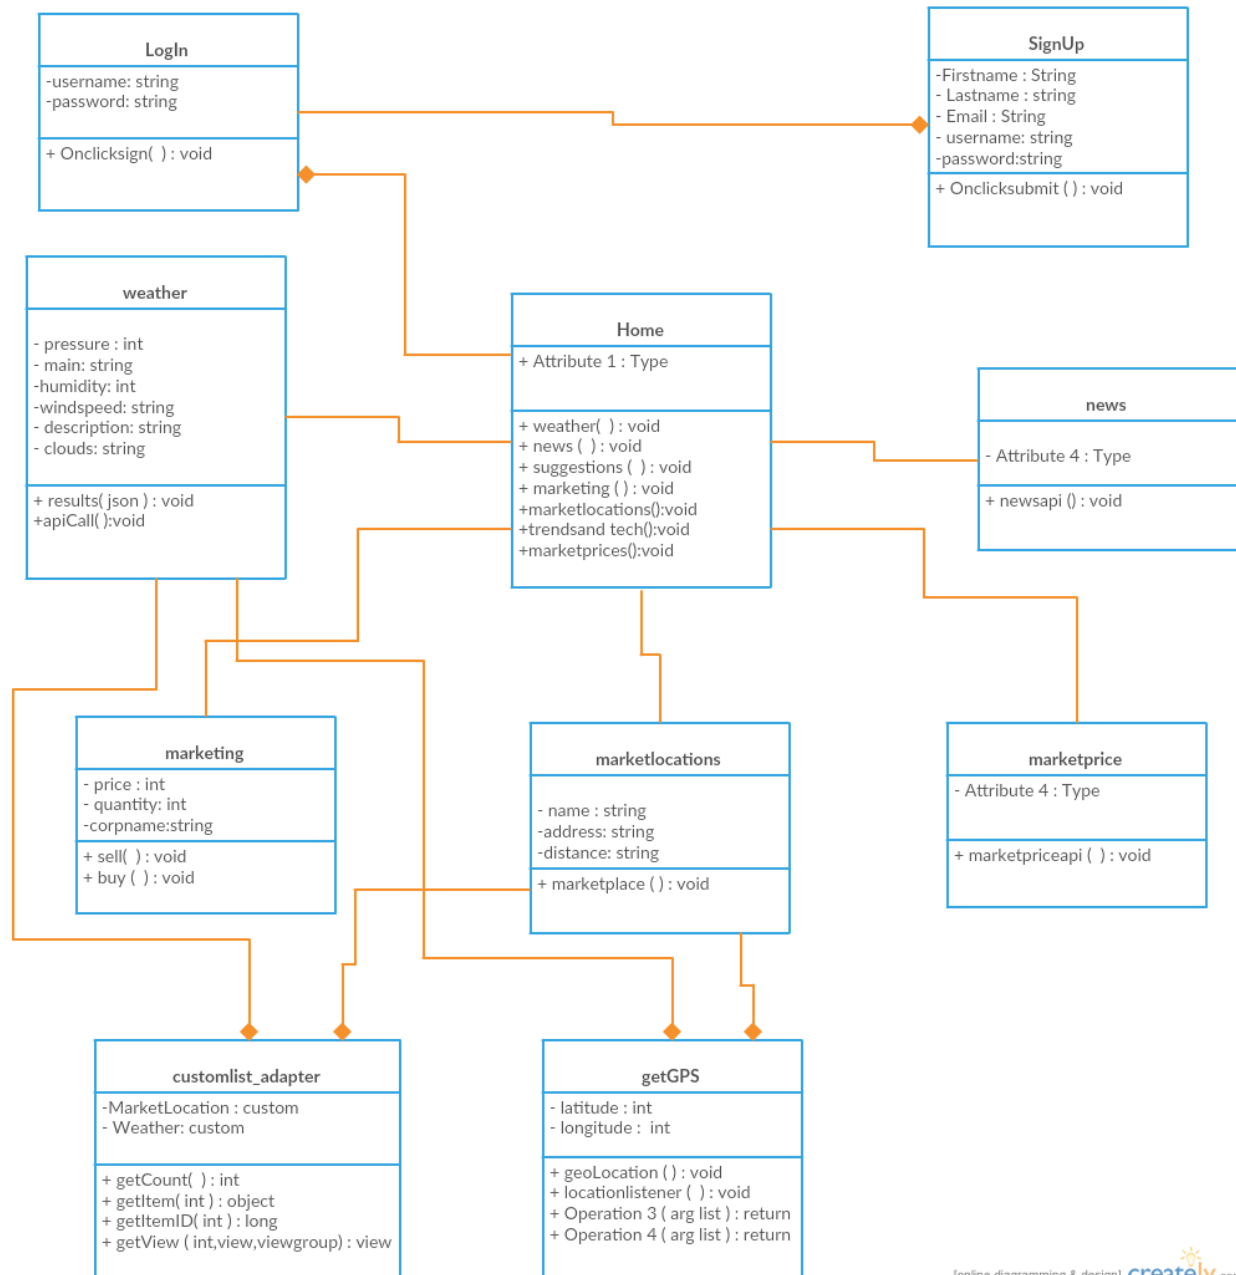 LogIn
-username: string
-password: string
+ Onclicksign( ) : void
SignUp
-Firstname : String
- Lastname : string
- Email : String
- username: string
-password:string
+ Onclicksubmit ( ) : void
weather
- pressure : int
- main: string
-humidity: int
-windspeed: string
- description: string
- clouds: string
+ results( json ) : void
+apiCall( ):void
Home
+ Attribute 1 : Type
+ weather( ) : void
+ news ( ) : void
+ suggestions ( ) : void
+ marketing ( ) : void
+marketlocations():void
+trendsand tech():void
+marketprices():void
news
- Attribute 4 : Type
+ newsapi () : void
marketing
- price : int
- quantity: int
-corpname:string
+ sell( ) : void
+ buy ( ) : void
marketlocations
- name : string
-address: string
-distance: string
+ marketplace ( ) : void
marketprice
- Attribute 4 : Type
+ marketpriceapi ( ) : void
customlist_adapter
-MarketLocation : custom
- Weather: custom
+ getCount( ) : int
+ getItem( int ) : object
+ getItemID( int ) : long
+ getView ( int,view,viewgroup) : view
getGPS
- latitude : int
- longitude : int
+ geoLocation ( ) : void
+ locationlistener ( ) : void
+ Operation 3 ( arg list ) : return
+ Operation 4 ( arg list ) : return
[online diagramming & design] creately